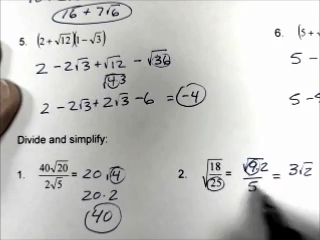 √6 + 7√6
5. (2 + √12)(1 − √3)
2 − 2√3 + √12 − √36
√4·3
2 − 2√3 + 2√3 − 6 = −4
6. (5 +
5 −
5 −
Divide and simplify:
1. 40√20 / 2√5 = 20√4
20·2
40
2. √18/25 = √9·2 / 5 = 3√2